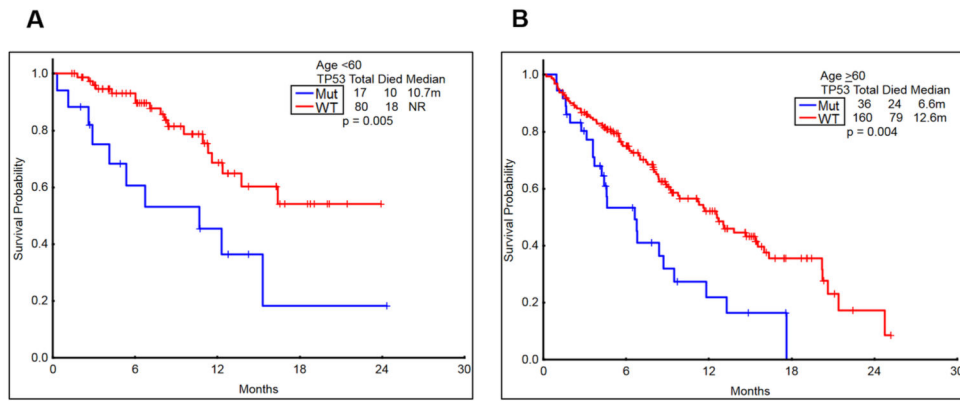 A
B
Age <60
TP53 Total Died Median
Mut 17 10 10.7m
WT 80 18 NR
p = 0.005
Survival Probability
1.0
0.8
0.6
0.4
0.2
0.0
0 6 12 18 24 30
Months
Age ≥60
TP53 Total Died Median
Mut 36 24 6.6m
WT 160 79 12.6m
p = 0.004
Survival Probability
1.0
0.8
0.6
0.4
0.2
0.0
0 6 12 18 24 30
Months